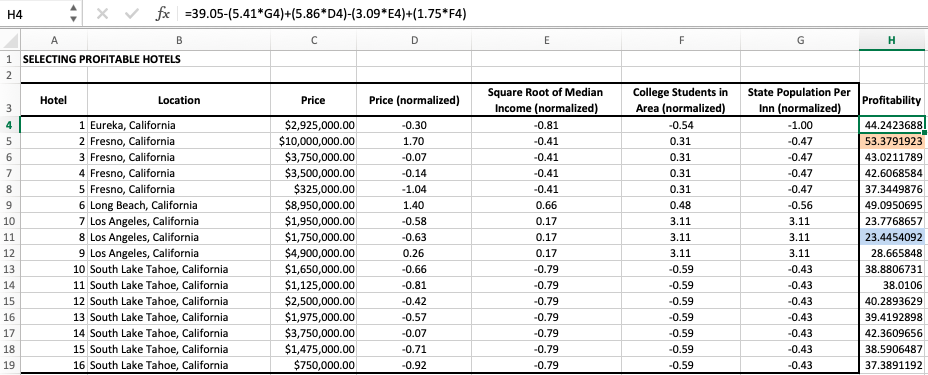 H4 fx =39.05-(5.41*G4)+(5.86*D4)-(3.09*E4)+(1.75*F4)
A B C D E F G H
1 SELECTING PROFITABLE HOTELS
2
3 Hotel Location Price Price (normalized) Square Root of Median Income (normalized) College Students in Area (normalized) State Population Per Inn (normalized) Profitability
4 1 Eureka, California $2,925,000.00 -0.30 -0.81 -0.54 -1.00 44.2423688
5 2 Fresno, California $10,000,000.00 1.70 -0.41 0.31 -0.47 53.3791923
6 3 Fresno, California $3,750,000.00 -0.07 -0.41 0.31 -0.47 43.0211789
7 4 Fresno, California $3,500,000.00 -0.14 -0.41 0.31 -0.47 42.6068584
8 5 Fresno, California $325,000.00 -1.04 -0.41 0.31 -0.47 37.3449876
9 6 Long Beach, California $8,950,000.00 1.40 0.66 0.48 -0.56 49.0950695
10 7 Los Angeles, California $1,950,000.00 -0.58 0.17 3.11 3.11 23.7768657
11 8 Los Angeles, California $1,750,000.00 -0.63 0.17 3.11 3.11 23.4454092
12 9 Los Angeles, California $4,900,000.00 0.26 0.17 3.11 3.11 28.665848
13 10 South Lake Tahoe, California $1,650,000.00 -0.66 -0.79 -0.59 -0.43 38.8806731
14 11 South Lake Tahoe, California $1,125,000.00 -0.81 -0.79 -0.59 -0.43 38.0106
15 12 South Lake Tahoe, California $2,500,000.00 -0.42 -0.79 -0.59 -0.43 40.2893629
16 13 South Lake Tahoe, California $1,975,000.00 -0.57 -0.79 -0.59 -0.43 39.4192898
17 14 South Lake Tahoe, California $3,750,000.00 -0.07 -0.79 -0.59 -0.43 42.3609656
18 15 South Lake Tahoe, California $1,475,000.00 -0.71 -0.79 -0.59 -0.43 38.5906487
19 16 South Lake Tahoe, California $750,000.00 -0.92 -0.79 -0.59 -0.43 37.3891192